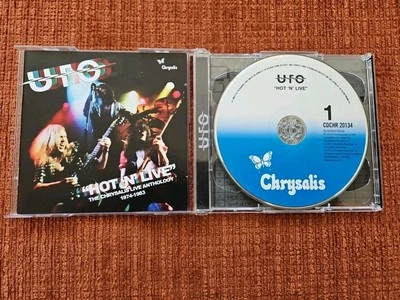 UFO
Chrysalis
"HOT 'N' LIVE"
THE CHRYSALIS LIVE ANTHOLOGY
1974-1983
UFO
UFO
"HOT 'N' LIVE"
1
CDCHR 20134
Chrysalis